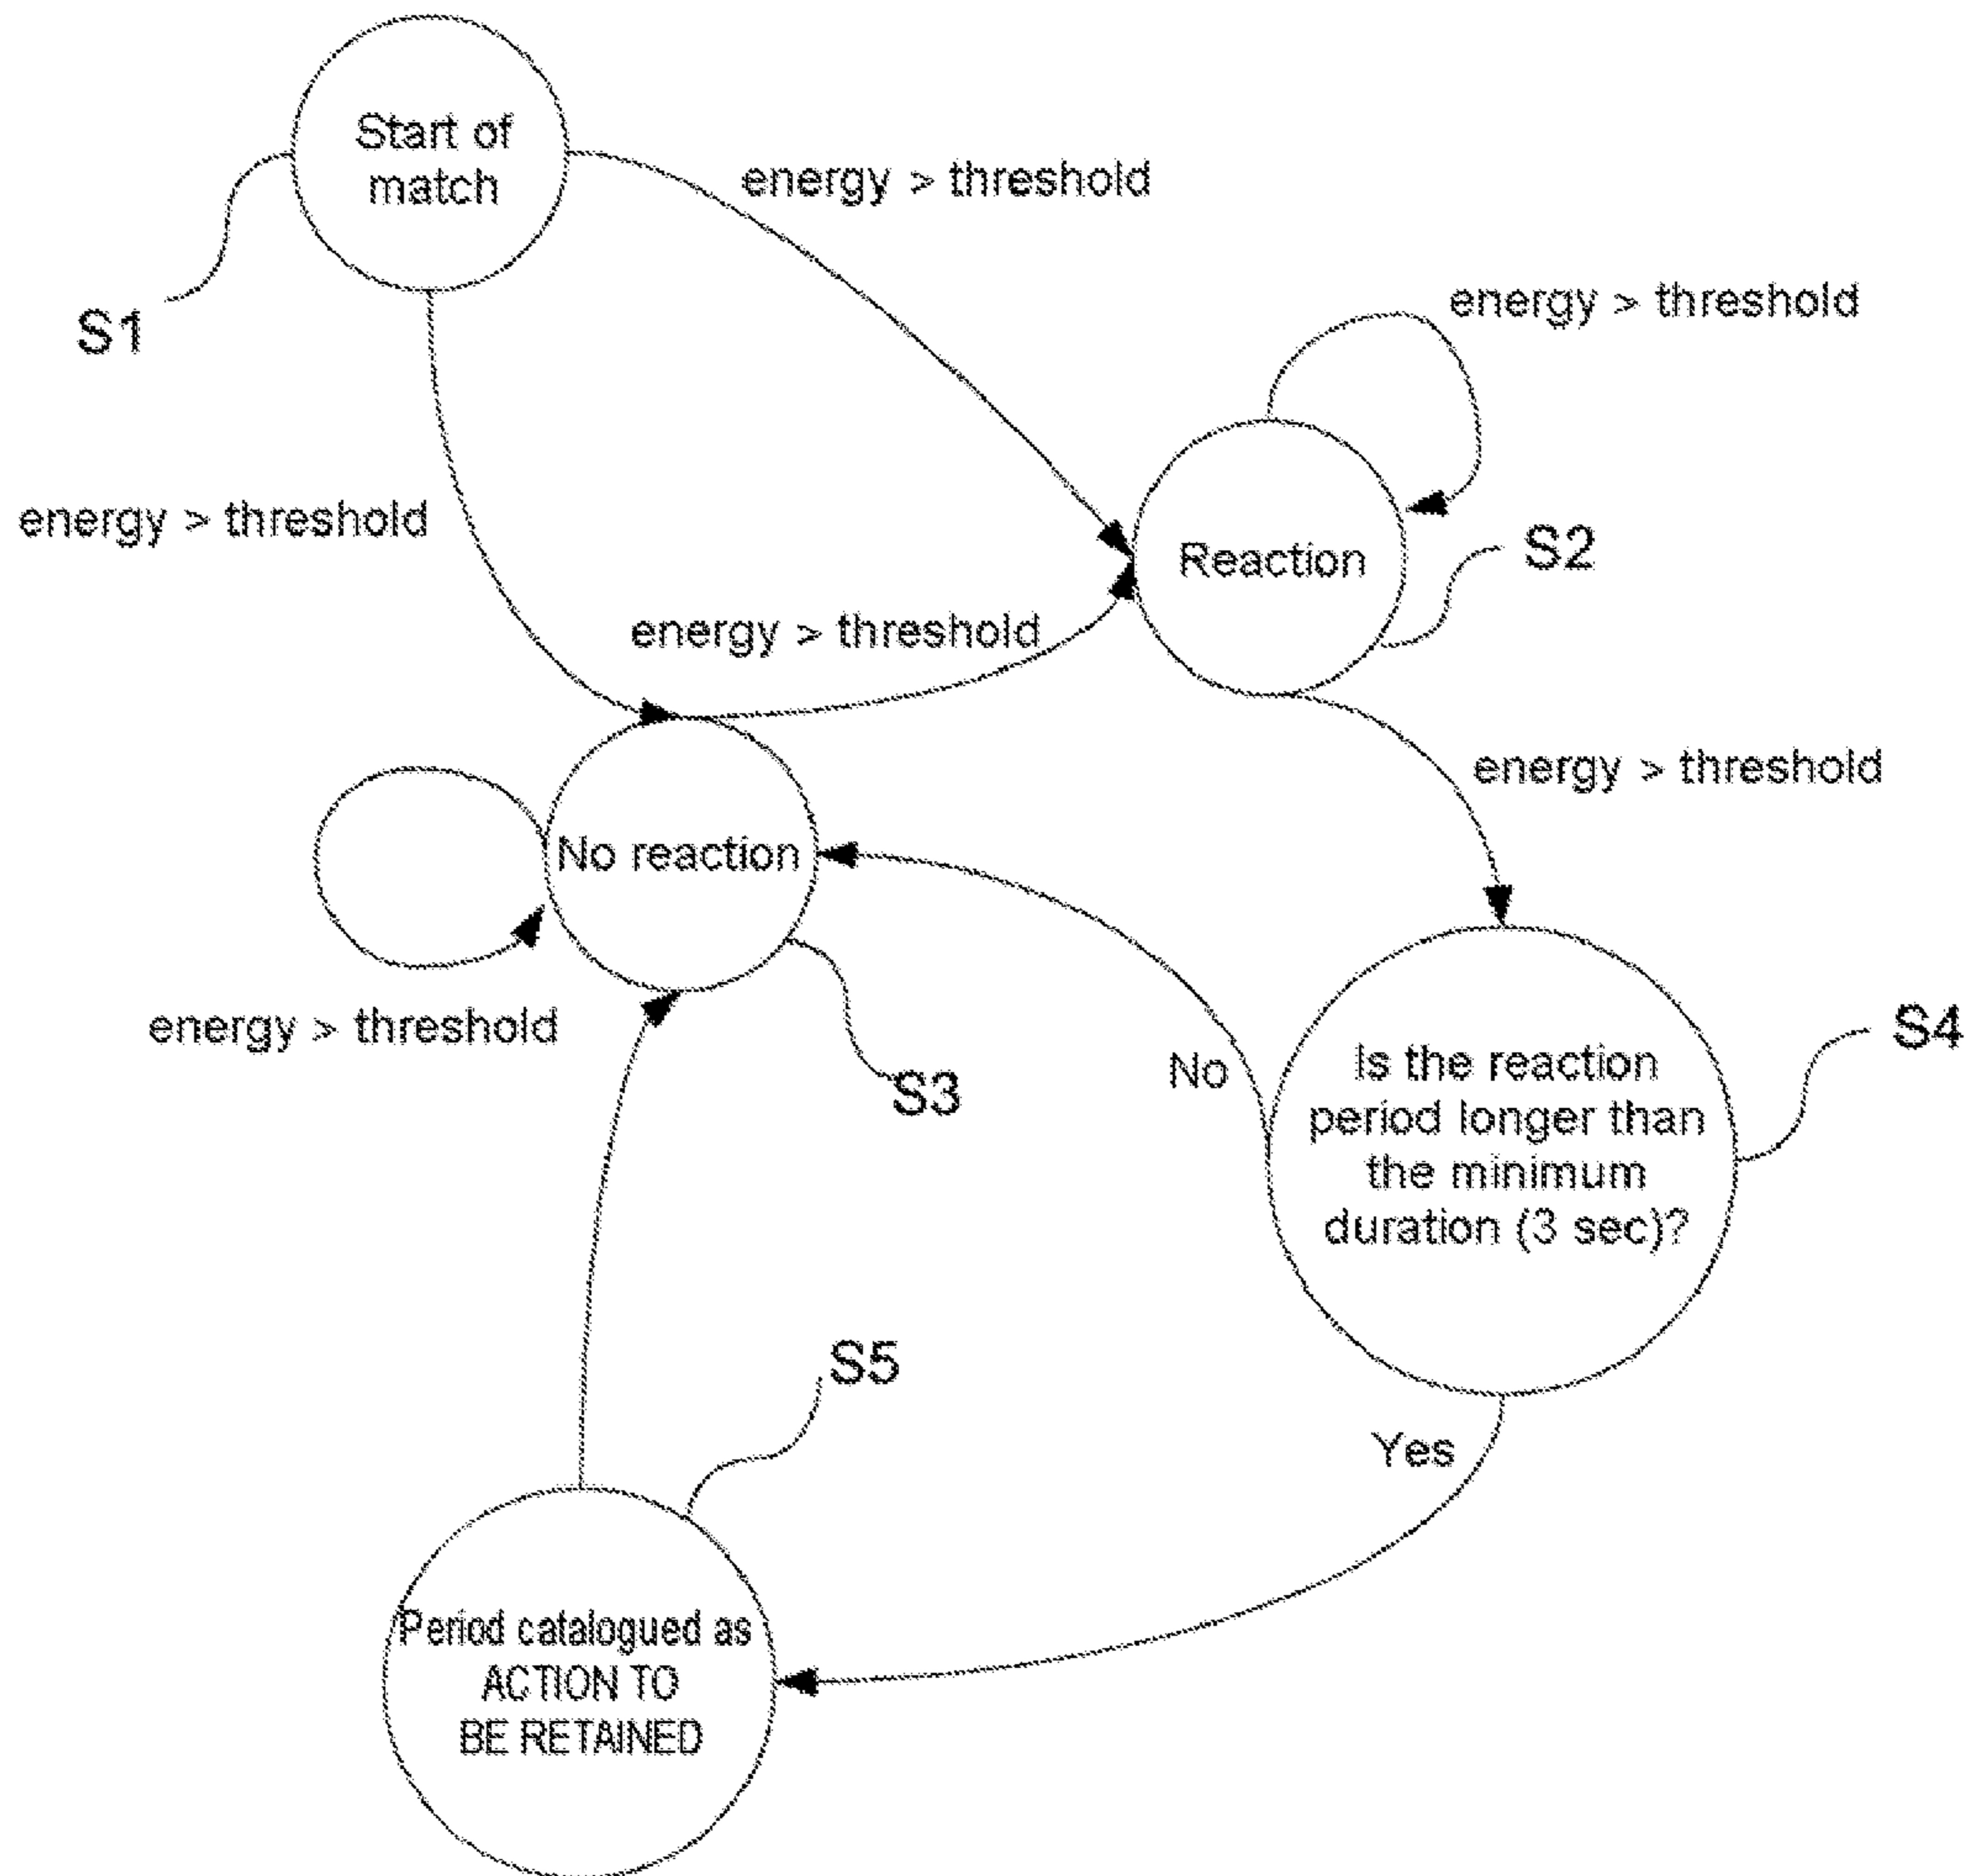 Start of
match
energy > threshold
S1
energy > threshold
energy > threshold
Reaction
S2
energy > threshold
energy > threshold
No reaction
energy > threshold
S3
No
Is the reaction
period longer than
the minimum
duration (3 sec)?
S4
S5
Yes
Period catalogued as
ACTION TO
BE RETAINED